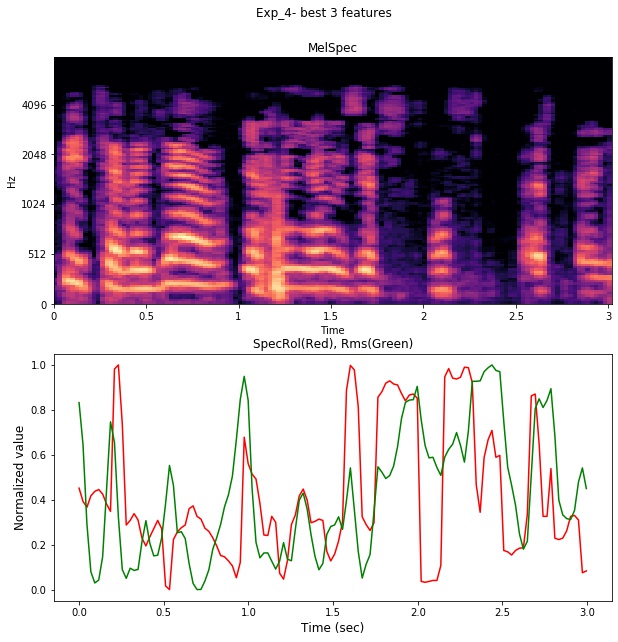 Exp_4- best 3 features
MelSpec
4096
2048
1024
512
0
Hz
0 0.5 1 1.5 2 2.5 3
Time
SpecRol(Red), Rms(Green)
1.0
0.8
0.6
0.4
0.2
0.0
Normalized value
0.0 0.5 1.0 1.5 2.0 2.5 3.0
Time (sec)